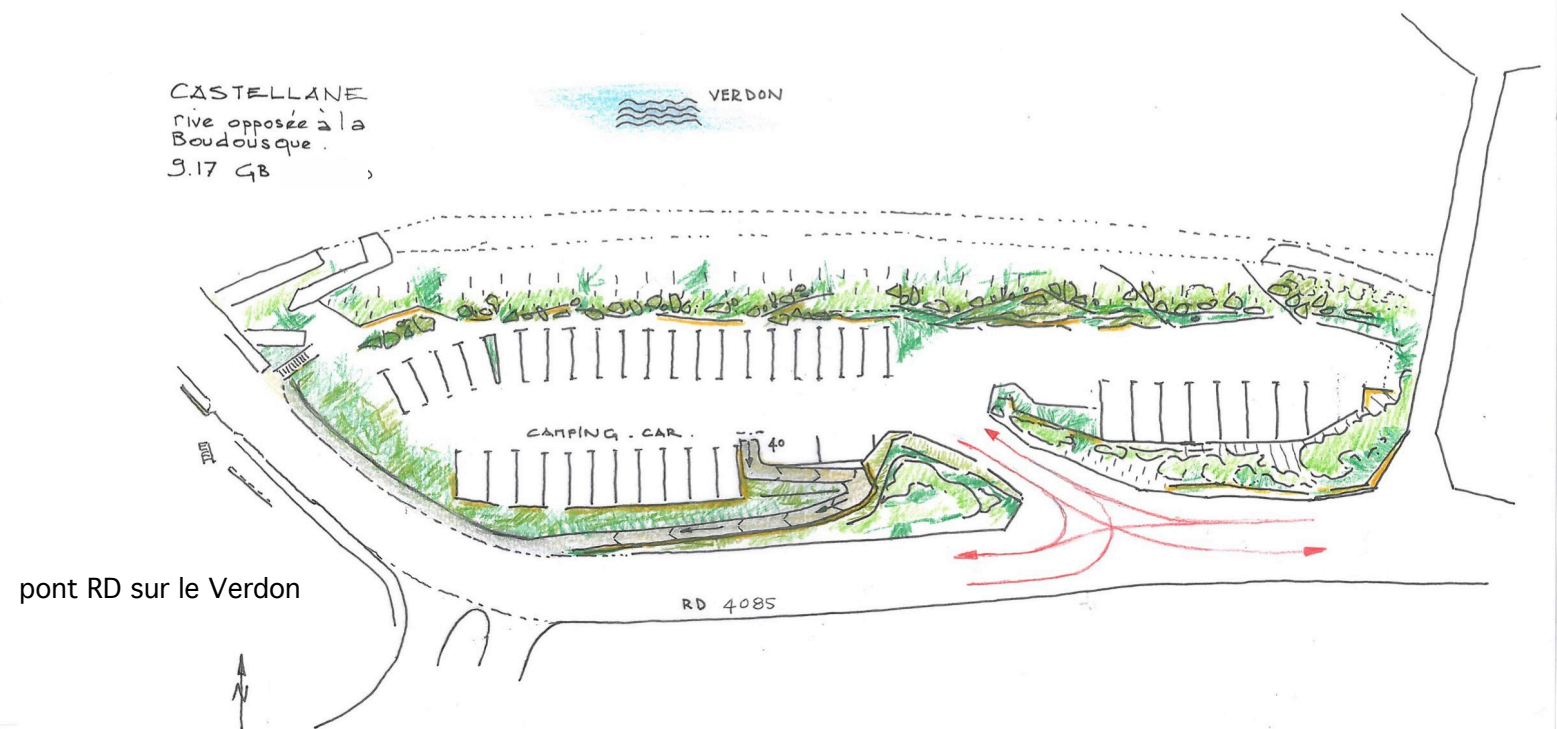 CASTELLANE
rive opposée à la
Boudousque.
9.17 GB
VERDON
CAMPING.CAR.
40
pont RD sur le Verdon
RD 4085
N